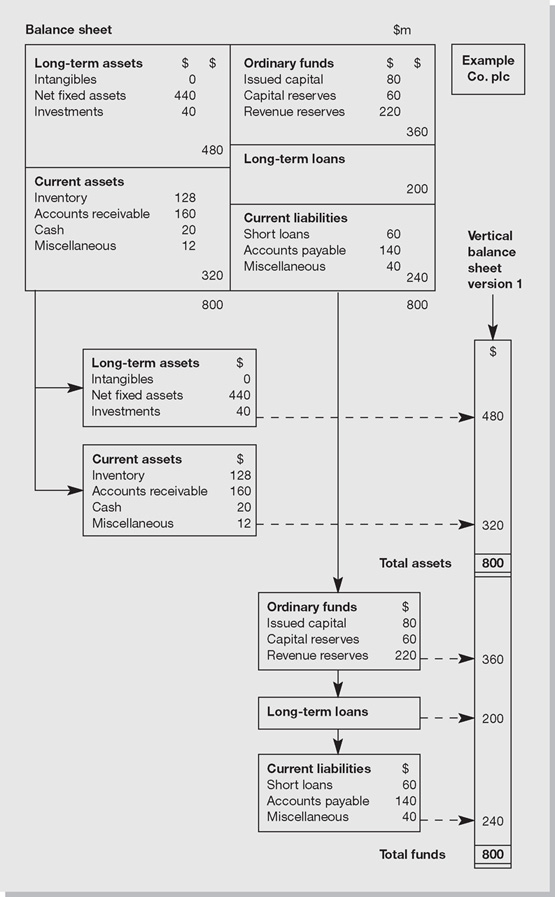 Balance sheet $m
Example
Co. plc
Long-term assets $ $
Intangibles 0
Net fixed assets 440
Investments 40
480
Current assets
Inventory 128
Accounts receivable 160
Cash 20
Miscellaneous 12
320
800
Ordinary funds $ $
Issued capital 80
Capital reserves 60
Revenue reserves 220
360
Long-term loans
200
Current liabilities
Short loans 60
Accounts payable 140
Miscellaneous 40
240
800
Vertical
balance
sheet
version 1
$
Long-term assets $
Intangibles 0
Net fixed assets 440
Investments 40
480
Current assets $
Inventory 128
Accounts receivable 160
Cash 20
Miscellaneous 12
320
Total assets 800
Ordinary funds $
Issued capital 80
Capital reserves 60
Revenue reserves 220
360
Long-term loans
200
Current liabilities $
Short loans 60
Accounts payable 140
Miscellaneous 40
240
Total funds 800